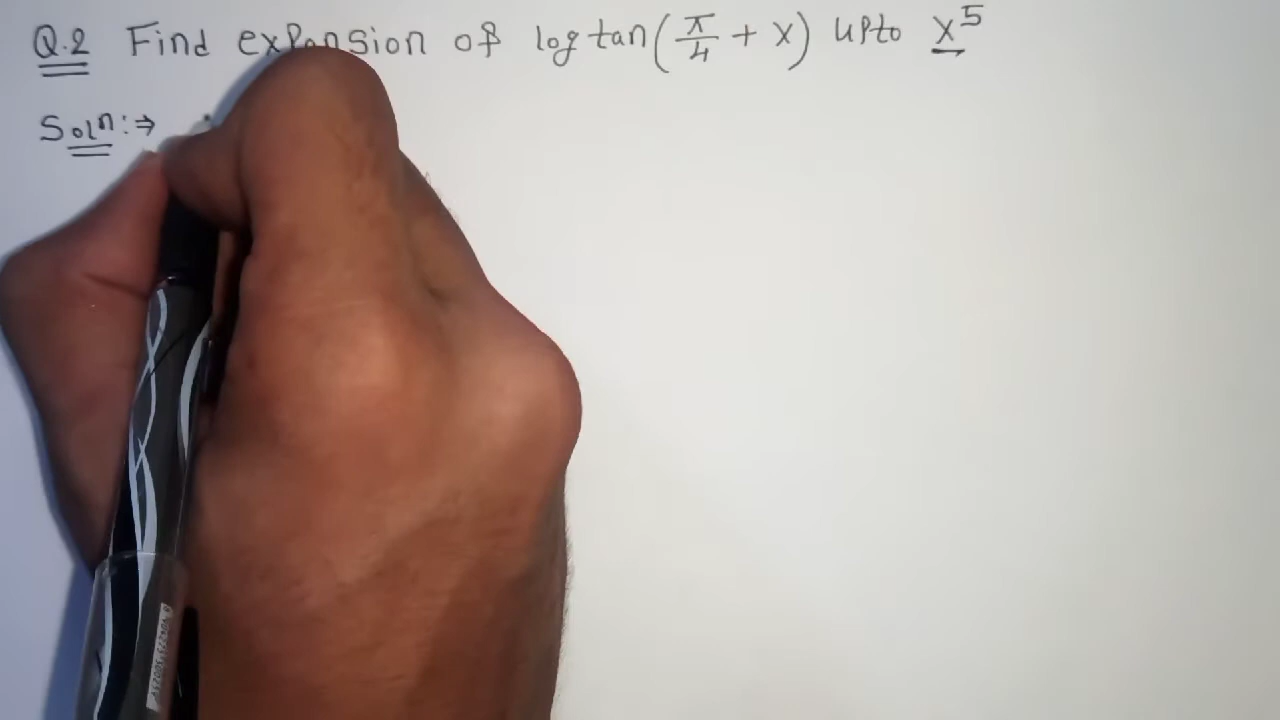 Q.2 Find expansion of log tan(π/4 + x) upto x⁵
Solⁿ:⇒